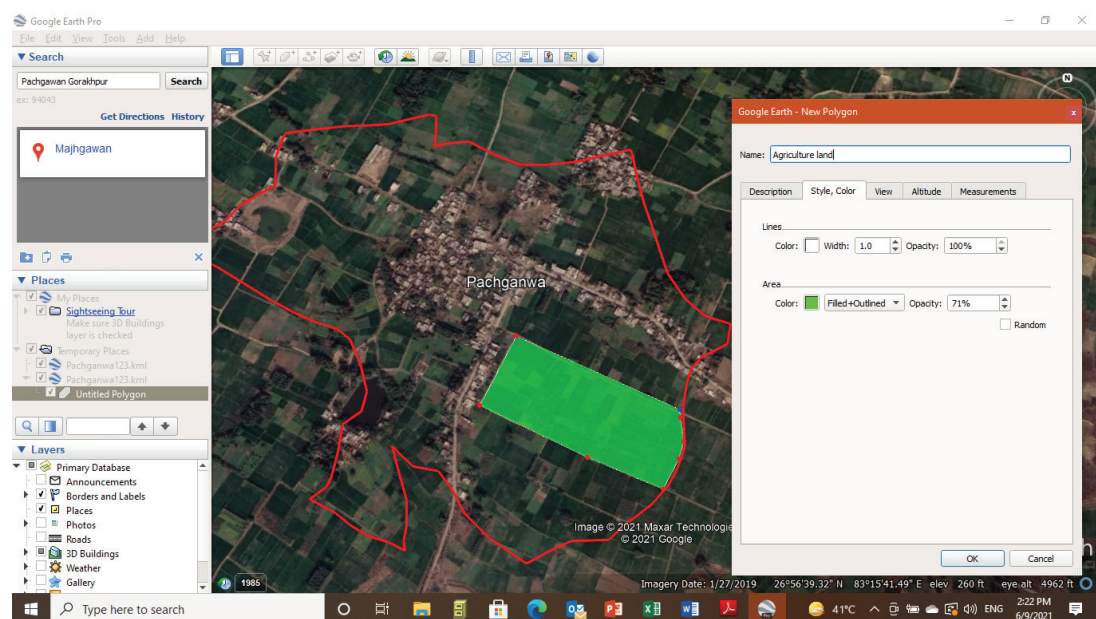 Google Earth Pro
File Edit View Tools Add Help
Search
Pachgawan Gorakhpur Search
ex: 94043
Get Directions History
Majhgawan
Places
My Places
Sightseeing Tour
Make sure 3D Buildings
layer is checked
Temporary Places
Pachganwa123.kml
Pachganwa123.kml
Untitled Polygon
Layers
Primary Database
Announcements
Borders and Labels
Places
Photos
Roads
3D Buildings
Weather
Gallery
N
Pachganwa
Image © 2021 Maxar Technologie
© 2021 Google
1985
Imagery Date: 1/27/2019 26°56'39.32" N 83°15'41.49" E elev 260 ft eye alt 4962 ft
Google Earth - New Polygon
x
Name: Agriculture land
Description Style, Color View Altitude Measurements
Lines
Color: Width: 1.0 Opacity: 100%
Area
Color: Filled+Outlined Opacity: 71%
Random
OK Cancel
Type here to search
41°C ENG
2:22 PM
6/9/2021